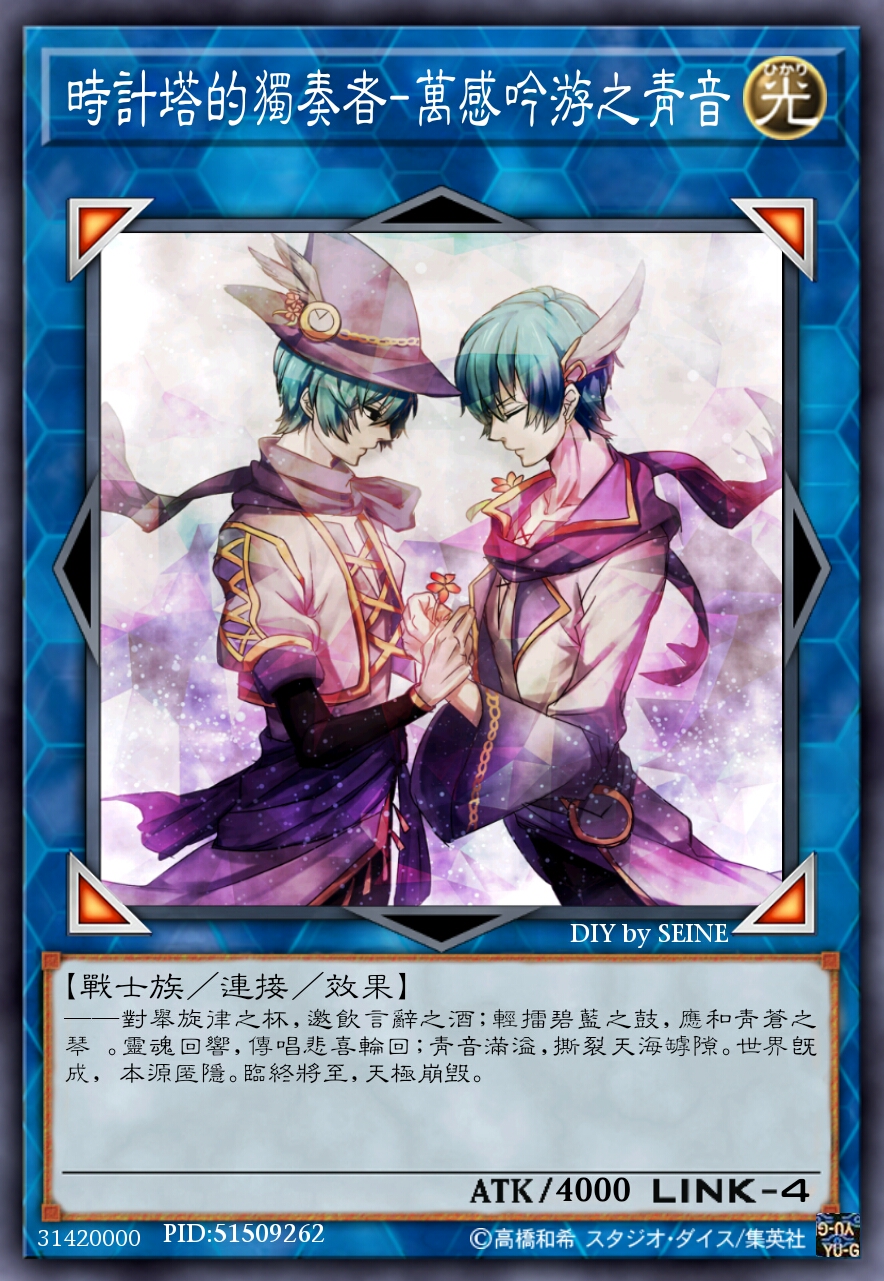 時計塔的獨奏者-萬感吟游之青音
ひかり
光
DIY by SEINE
【戰士族／連接／效果】
——對舉旋律之杯，邀飲言辭之酒；輕擂碧藍之鼓，應和青蒼之
琴 。靈魂回響，傳唱悲喜輪回；青音滿溢，撕裂天海罅隙。世界既
成， 本源匿隱。臨終將至，天極崩毀。
ATK/4000 LINK-4
31420000 PID:51509262
©高橋和希 スタジオ・ダイス/集英社
YU-G